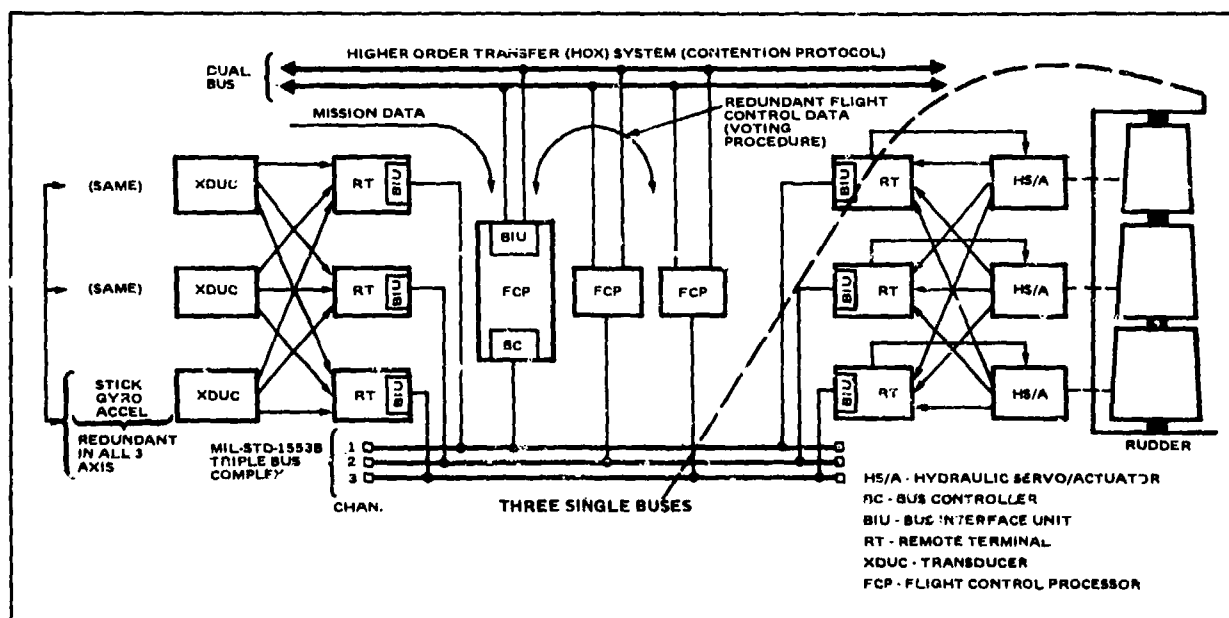 HIGHER ORDER TRANSFER (HOX) SYSTEM (CONTENTION PROTOCOL)
DUAL
BUS
MISSION DATA
REDUNDANT FLIGHT
CONTROL DATA
(VOTING
PROCEDURE)
(SAME)
XDUC
RT
BIU
BIU
RT
HS/A
BIU
(SAME)
XDUC
RT
BIU
FCP
FCP
FCP
BIU
RT
HS/A
BC
STICK
GYRO
ACCEL
XDUC
RT
BIU
BIU
RT
HS/A
REDUNDANT
IN ALL 3
AXIS
MIL-STD-1553B
TRIPLE BUS
COMPLEY
1
2
3
CHAN.
THREE SINGLE BUSES
RUDDER
HS/A - HYDRAULIC SERVO/ACTUATOR
BC - BUS CONTROLLER
BIU - BUS INTERFACE UNIT
RT - REMOTE TERMINAL
XDUC - TRANSDUCER
FCP - FLIGHT CONTROL PROCESSOR